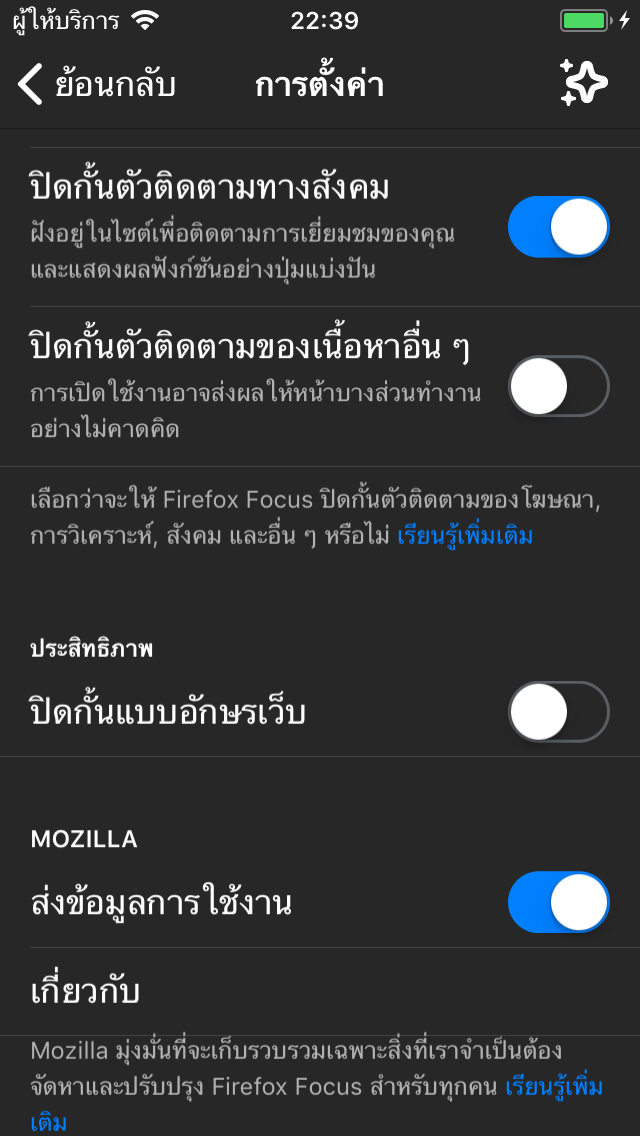 ผู้ให้บริการ 22:39
ย้อนกลับ การตั้งค่า
ปิดกั้นตัวติดตามทางสังคม
ฝังอยู่ในไซต์เพื่อติดตามการเยี่ยมชมของคุณ
และแสดงผลฟังก์ชันอย่างปุ่มแบ่งปัน
ปิดกั้นตัวติดตามของเนื้อหาอื่น ๆ
การเปิดใช้งานอาจส่งผลให้หน้าบางส่วนทำงาน
อย่างไม่คาดคิด
เลือกว่าจะให้ Firefox Focus ปิดกั้นตัวติดตามของโฆษณา,
การวิเคราะห์, สังคม และอื่น ๆ หรือไม่ เรียนรู้เพิ่มเติม
ประสิทธิภาพ
ปิดกั้นแบบอักษรเว็บ
MOZILLA
ส่งข้อมูลการใช้งาน
เกี่ยวกับ
Mozilla มุ่งมั่นที่จะเก็บรวบรวมเฉพาะสิ่งที่เราจำเป็นต้อง
จัดหาและปรับปรุง Firefox Focus สำหรับทุกคน เรียนรู้เพิ่ม
เติม